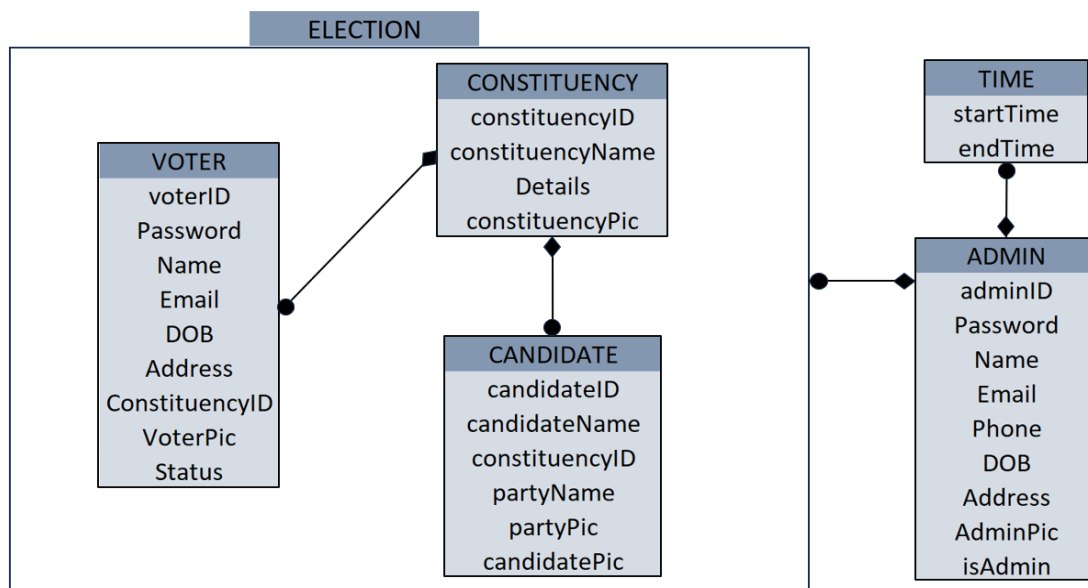 ELECTION
VOTER
voterID
Password
Name
Email
DOB
Address
ConstituencyID
VoterPic
Status
CONSTITUENCY
constituencyID
constituencyName
Details
constituencyPic
CANDIDATE
candidateID
candidateName
constituencyID
partyName
partyPic
candidatePic
TIME
startTime
endTime
ADMIN
adminID
Password
Name
Email
Phone
DOB
Address
AdminPic
isAdmin